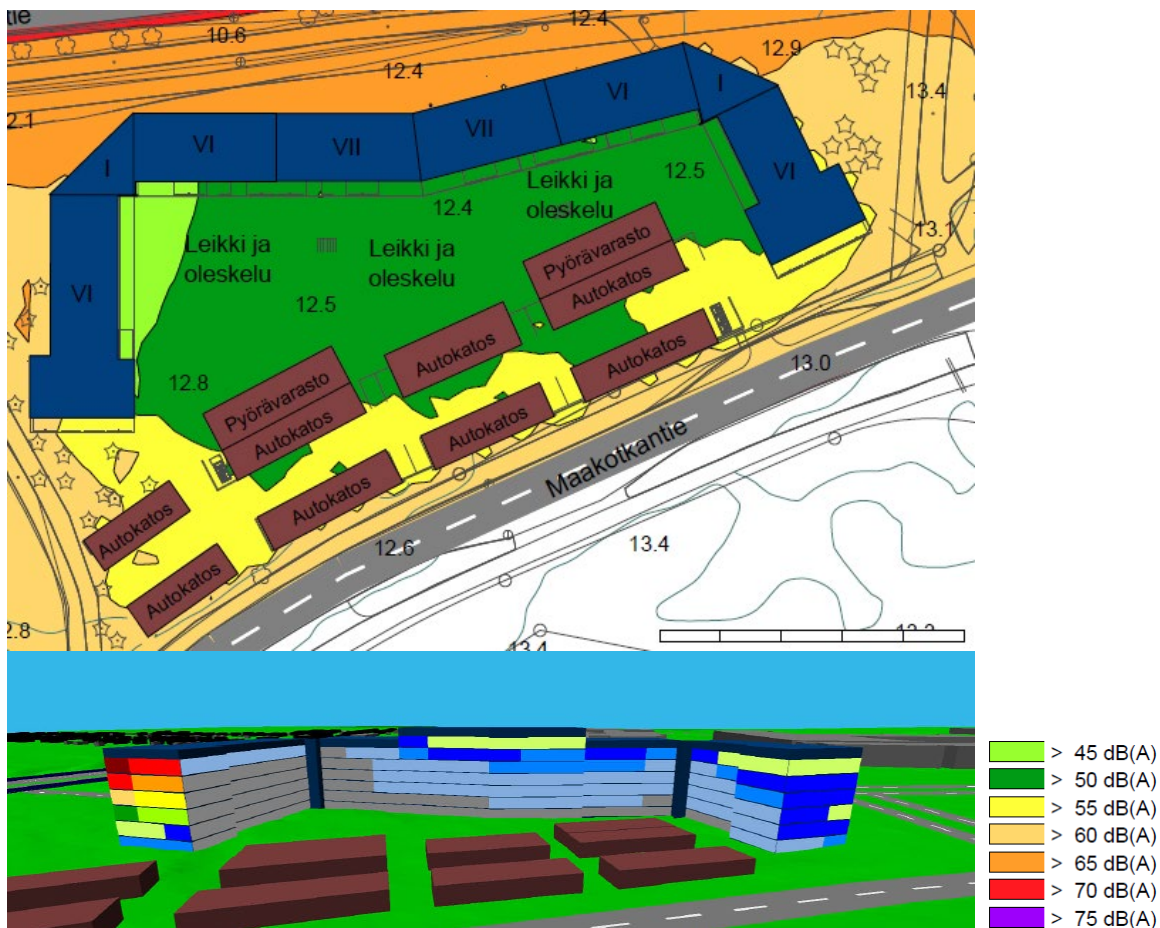 tie
10.6
12.4
12.9
12.4
13.4
VI
I
VII
VI
VII
I
VI
12.5
Leikki ja
oleskelu
12.4
Leikki ja
oleskelu
Leikki ja
oleskelu
13.1
Pyörävarasto
Autokatos
VI
12.5
Autokatos
Autokatos
13.0
12.8
Pyörävarasto
Autokatos
Autokatos
Maakotkantie
Autokatos
Autokatos
12.6
13.4
Autokatos
13.4
> 45 dB(A)
> 50 dB(A)
> 55 dB(A)
> 60 dB(A)
> 65 dB(A)
> 70 dB(A)
> 75 dB(A)